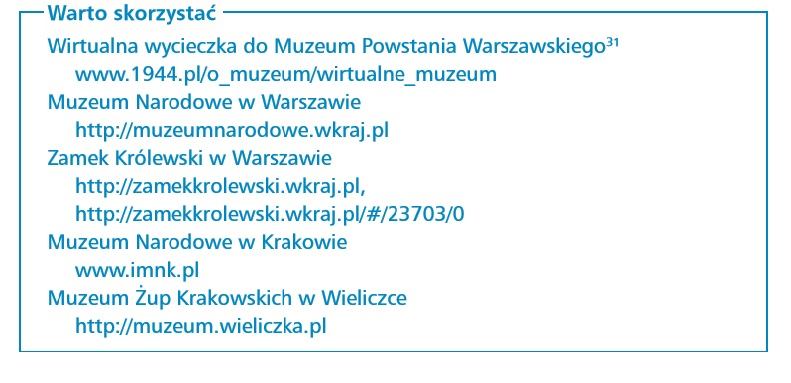 Warto skorzystać
Wirtualna wycieczka do Muzeum Powstania Warszawskiego³¹
www.1944.pl/o_muzeum/wirtualne_muzeum
Muzeum Narodowe w Warszawie
http://muzeumnarodowe.wkraj.pl
Zamek Królewski w Warszawie
http://zamekkrolewski.wkraj.pl,
http://zamekkrolewski.wkraj.pl/#/23703/0
Muzeum Narodowe w Krakowie
www.imnk.pl
Muzeum Żup Krakowskich w Wieliczce
http://muzeum.wieliczka.pl